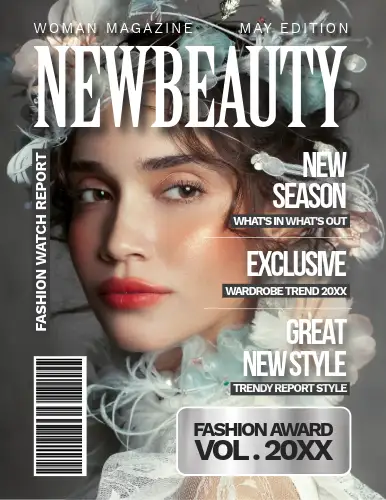 WOMAN MAGAZINE MAY EDITION
NEWBEAUTY
FASHION WATCH REPORT
NEW
SEASON
WHAT'S IN WHAT'S OUT
EXCLUSIVE
WARDROBE TREND 20XX
GREAT
NEW STYLE
TRENDY REPORT STYLE
FASHION AWARD
VOL. 20XX